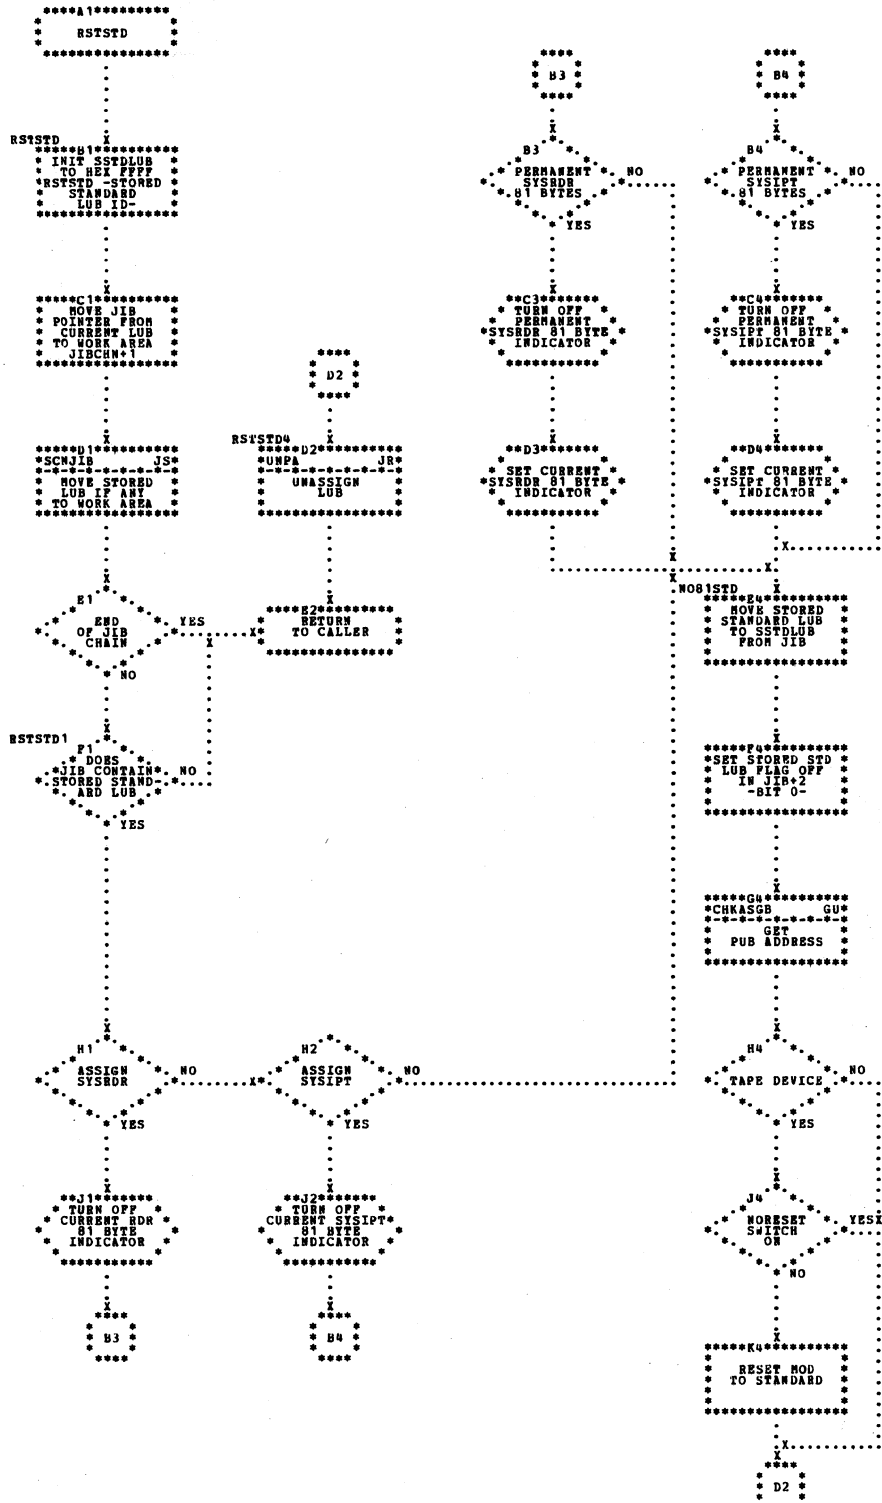 A1
RSTSTD
RSTSTD
B1
INIT SSTDLUB
TO HEX FFFF
RSTSTD -STORED
STANDARD
LUB ID-
C1
MOVE JIB
POINTER FROM
CURRENT LUB
TO WORK AREA
JIBCHN+1
D1
SCNJIB JS
MOVE STORED
LUB IF ANY
TO WORK AREA
E1
END
OF JIB
CHAIN
YES
NO
RSTSTD1
F1
DOES
JIB CONTAIN
STORED STAND-
ARD LUB
NO
YES
H1
ASSIGN
SYSRDR
NO
YES
J1
TURN OFF
CURRENT RDR
81 BYTE
INDICATOR
B3
D2
RSTSTD4
D2
UNPA JR
UNASSIGN
LUB
E2
RETURN
TO CALLER
H2
ASSIGN
SYSIPT
NO
YES
J2
TURN OFF
CURRENT SYSIPT
81 BYTE
INDICATOR
B4
B3
B3
PERMANENT
SYSRDR
81 BYTES
NO
YES
C3
TURN OFF
PERMANENT
SYSRDR 81 BYTE
INDICATOR
D3
SET CURRENT
SYSRDR 81 BYTE
INDICATOR
B4
B4
PERMANENT
SYSIPT
81 BYTES
NO
YES
C4
TURN OFF
PERMANENT
SYSIPT 81 BYTE
INDICATOR
D4
SET CURRENT
SYSIPT 81 BYTE
INDICATOR
NO81STD
E4
MOVE STORED
STANDARD LUB
TO SSTDLUB
FROM JIB
F4
SET STORED STD
LUB FLAG OFF
IN JIB+2
-BIT 0-
G4
CHKASGB GU
GET
PUB ADDRESS
H4
TAPE DEVICE
NO
YES
J4
NORESET
SWITCH
ON
YES
NO
K4
RESET MOD
TO STANDARD
D2